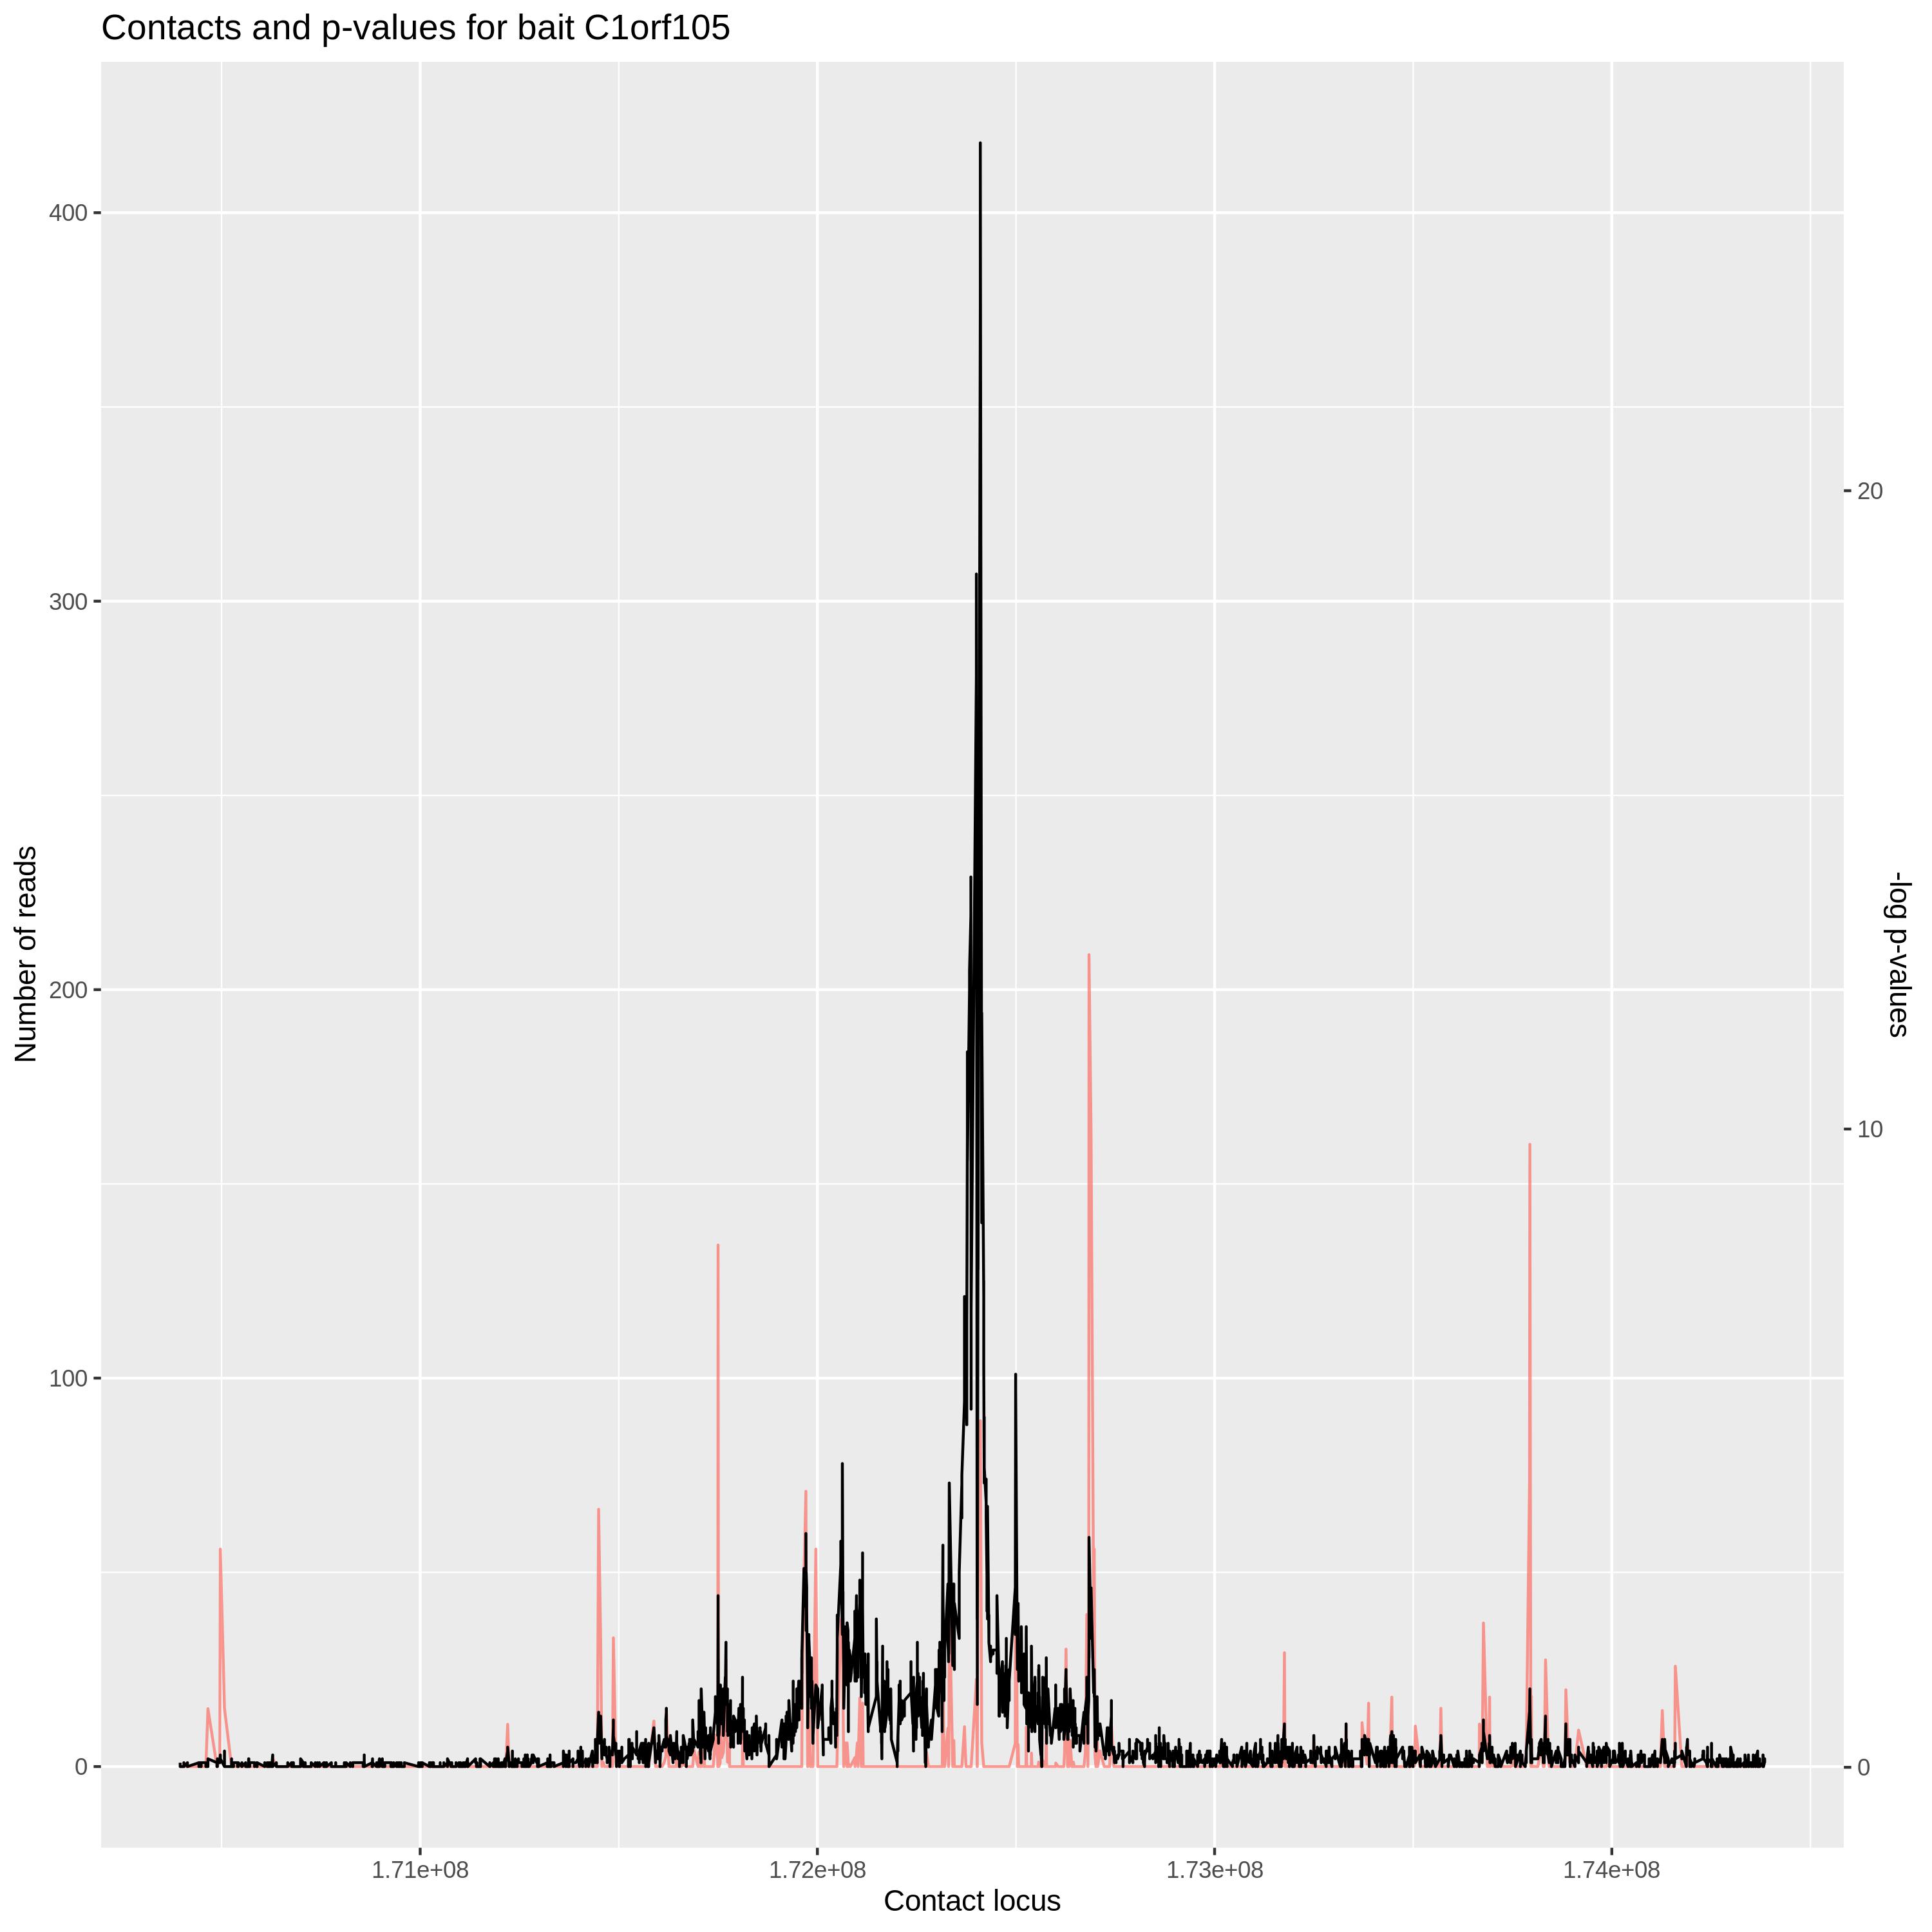 Contacts and p-values for bait C1orf105
400
300
200
100
0
Number of reads
20
10
0
-log p-values
1.71e+08
1.72e+08
1.73e+08
1.74e+08
Contact locus